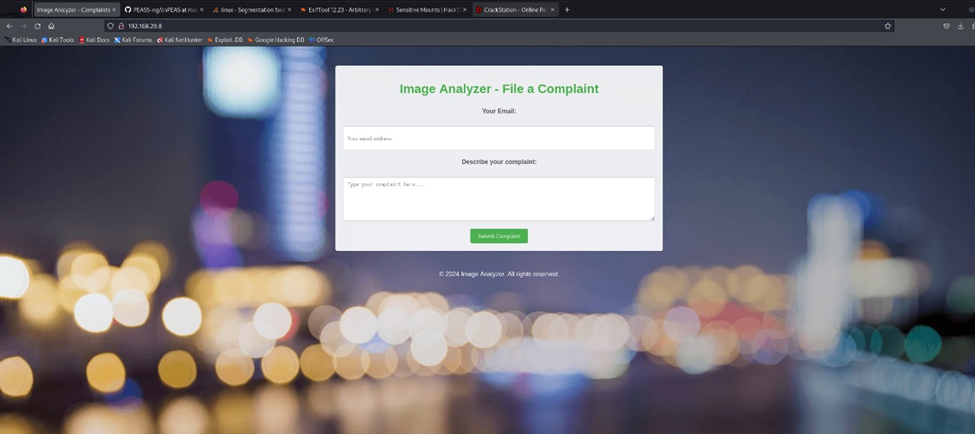 Image Analyzer - Complaints
PEASS-ng/linPEAS at ma
linux - Segmentation faul
ExifTool 12.23 - Arbitrary
Sensitive Mounts | HackT
CrackStation - Online Pa
192.168.29.8
Kali Linux Kali Tools Kali Docs Kali Forums Kali NetHunter Exploit-DB Google Hacking DB OffSec
Image Analyzer - File a Complaint
Your Email:
Your email address
Describe your complaint:
Type your complaint here...
Submit Complaint
© 2024 Image Analyzer. All rights reserved.